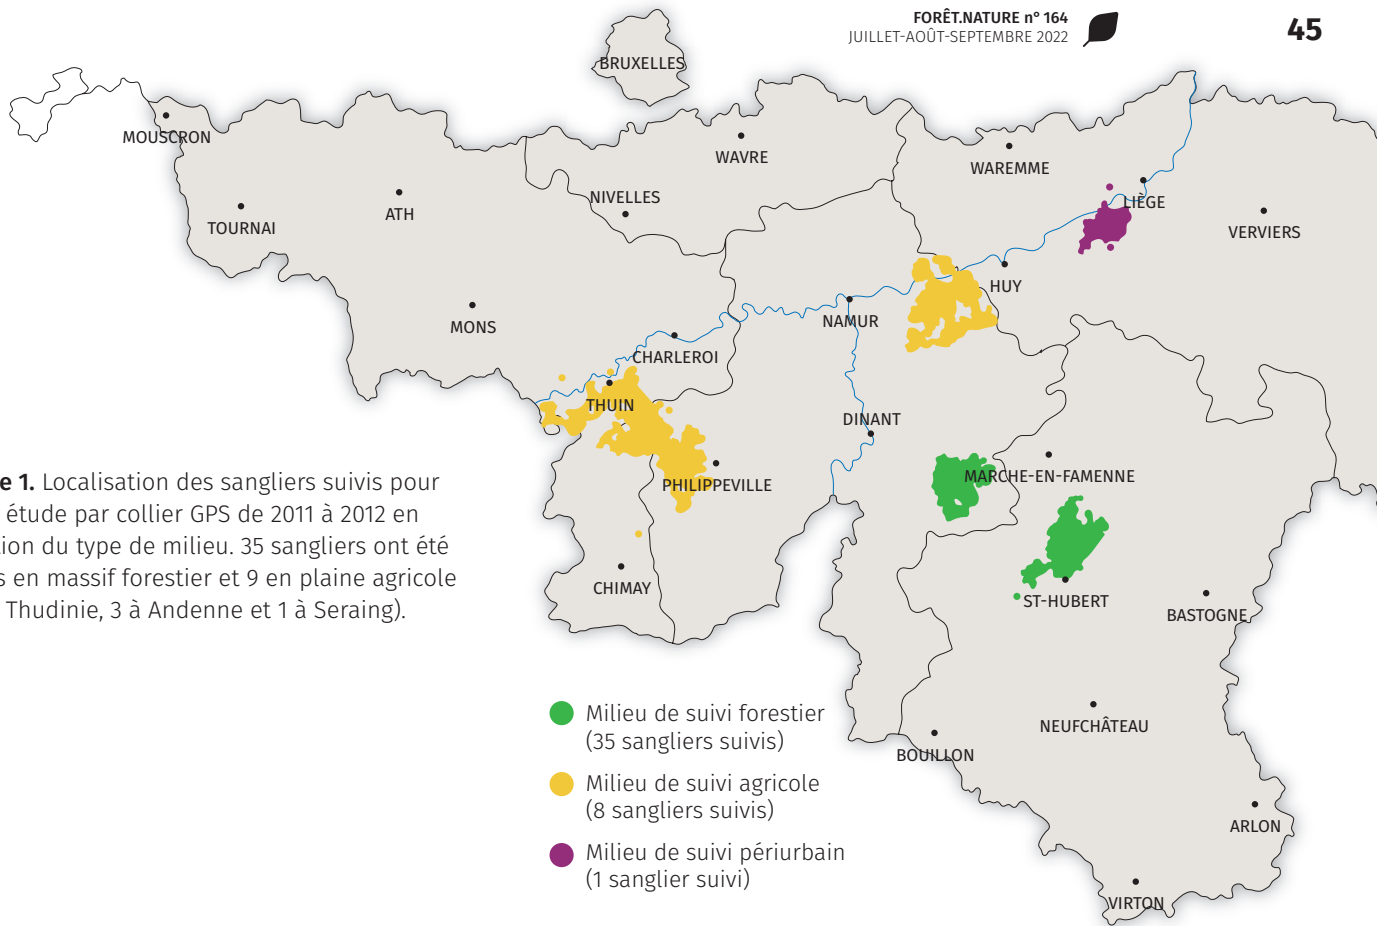 FORÊT.NATURE n° 164
JUILLET-AOÛT-SEPTEMBRE 2022
45
BRUXELLES
MOUSCRON
WAVRE
WAREMME
NIVELLES
LIÈGE
ATH
TOURNAI
VERVIERS
HUY
NAMUR
MONS
CHARLEROI
THUIN
DINANT
MARCHE-EN-FAMENNE
PHILIPPEVILLE
CHIMAY
ST-HUBERT
BASTOGNE
NEUFCHÂTEAU
BOUILLON
ARLON
VIRTON
e 1. Localisation des sangliers suivis pour
étude par collier GPS de 2011 à 2012 en
tion du type de milieu. 35 sangliers ont été
s en massif forestier et 9 en plaine agricole
Thudinie, 3 à Andenne et 1 à Seraing).
Milieu de suivi forestier
(35 sangliers suivis)
Milieu de suivi agricole
(8 sangliers suivis)
Milieu de suivi périurbain
(1 sanglier suivi)